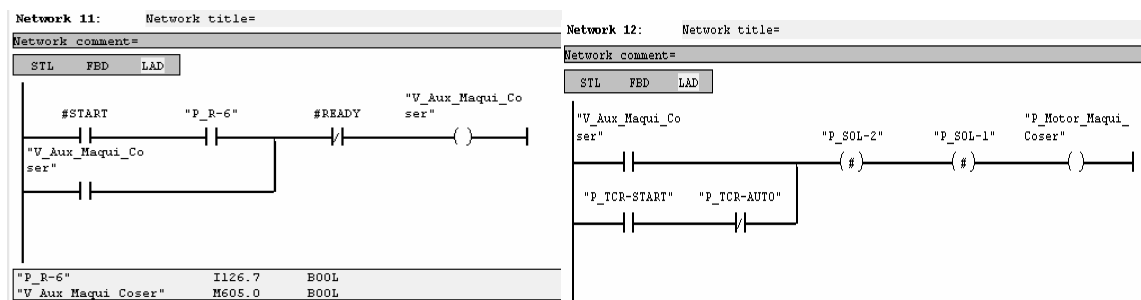 Network 11: Network title=
Network comment=
STL FBD LAD
#START "P_R-6" #READY "V_Aux_Maqui_Co
ser"
"V_Aux_Maqui_Co
ser"
"P_R-6" I126.7 BOOL
"V_Aux_Maqui_Coser" M605.0 BOOL
Network 12: Network title=
Network comment=
STL FBD LAD
"V_Aux_Maqui_Co
ser"
"P_SOL-2" "P_SOL-1" "P_Motor_Maqui_
Coser"
(#) (#)
"P_TCR-START" "P_TCR-AUTO"